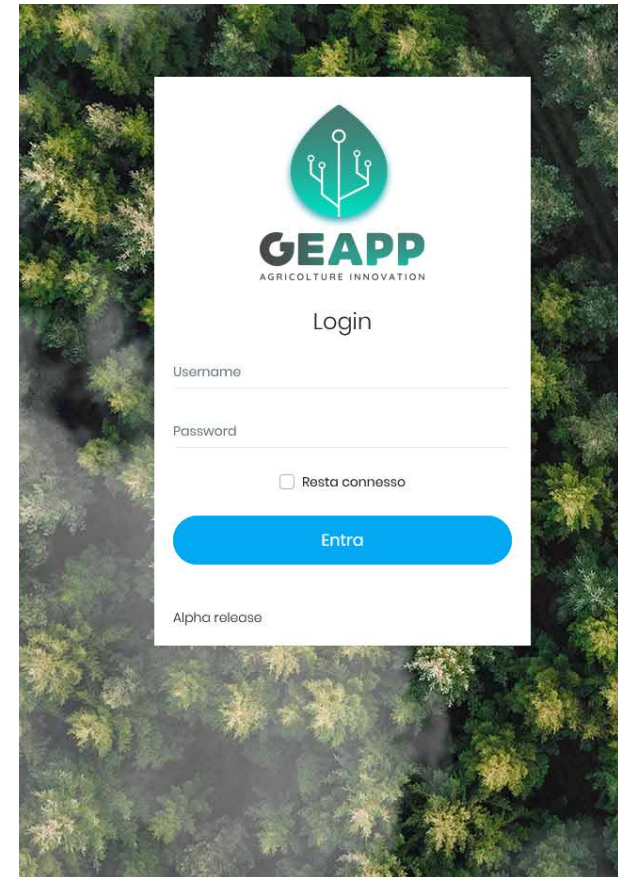 GEAPP
AGRICOLTURE INNOVATION
Login
Username
Password
Resta connesso
Entra
Alpha release